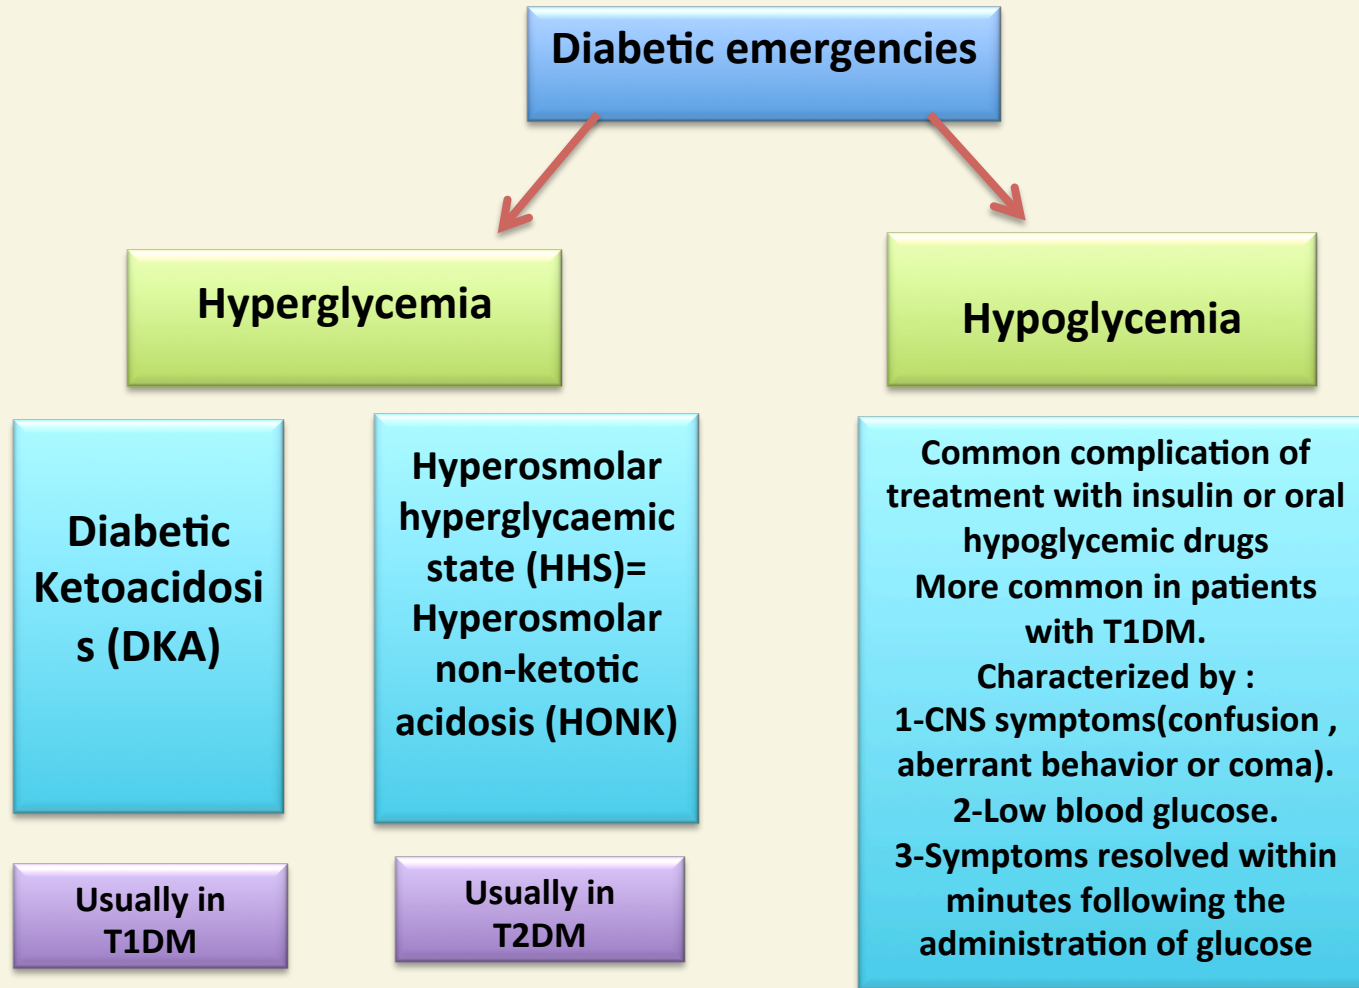 Diabetic emergencies
Hyperglycemia
Hypoglycemia
Diabetic
Ketoacidosi
s (DKA)
Usually in
T1DM
Hyperosmolar
hyperglycaemic
state (HHS)=
Hyperosmolar
non-ketotic
acidosis (HONK)
Usually in
T2DM
Common complication of
treatment with insulin or oral
hypoglycemic drugs
More common in patients
with T1DM.
Characterized by :
1-CNS symptoms(confusion ,
aberrant behavior or coma).
2-Low blood glucose.
3-Symptoms resolved within
minutes following the
administration of glucose